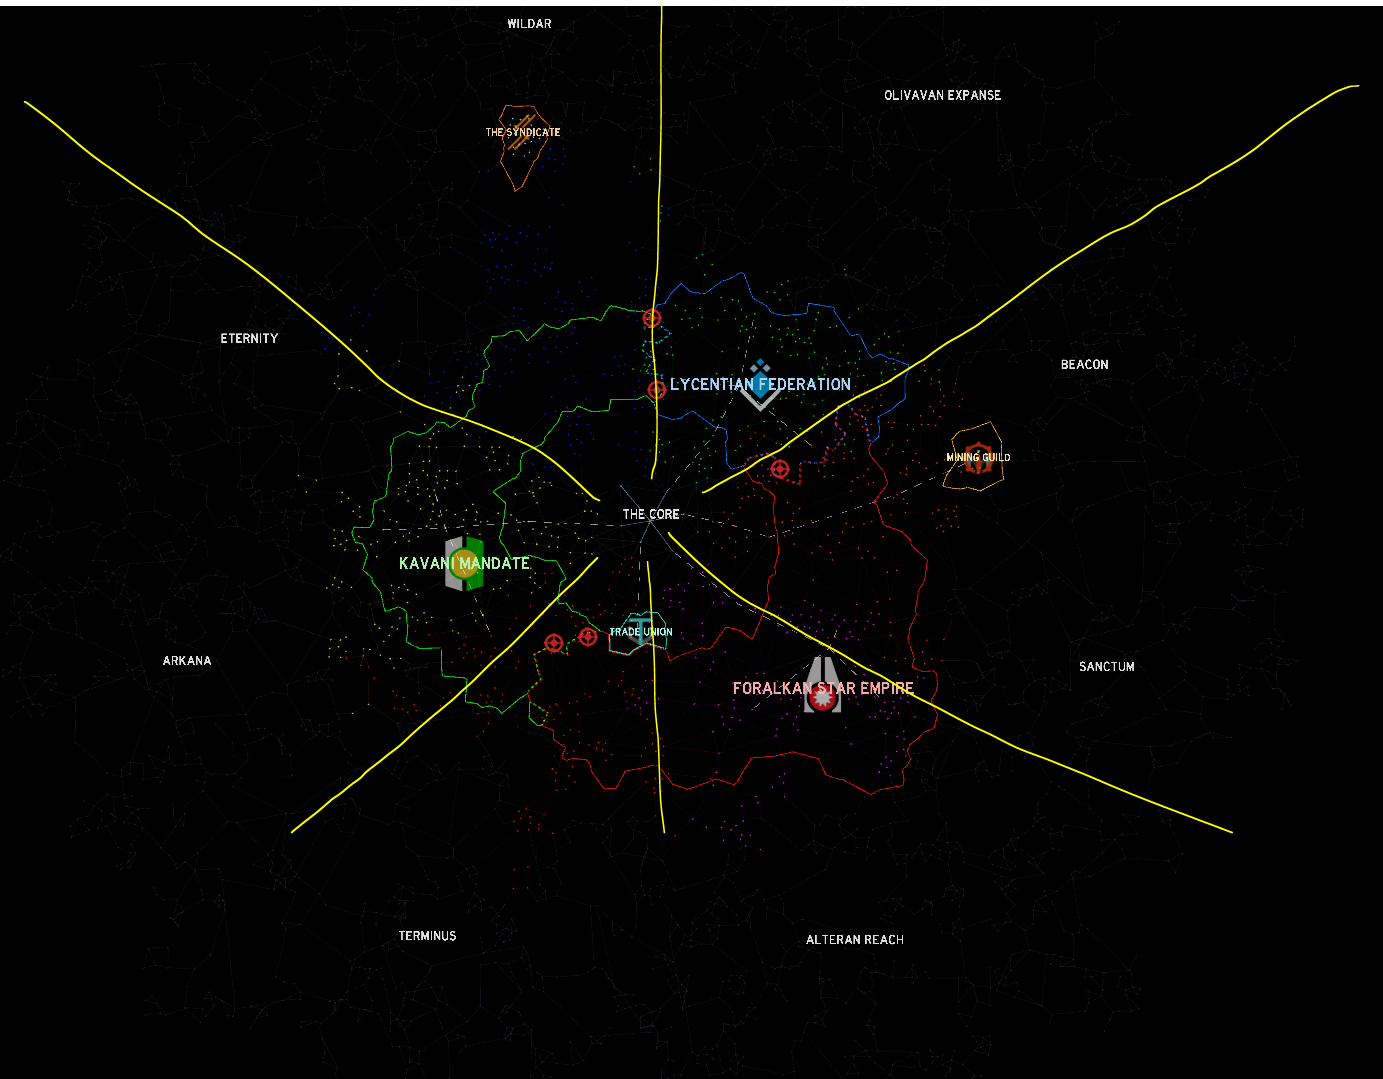 WILDAR
OLIVAVAN EXPANSE
THE SYNDICATE
ETERNITY
BEACON
LYCENTIAN FEDERATION
MINING GUILD
THE CORE
KAVANI MANDATE
TRADE UNION
ARKANA
SANCTUM
FORALKAN STAR EMPIRE
TERMINUS
ALTERAN REACH